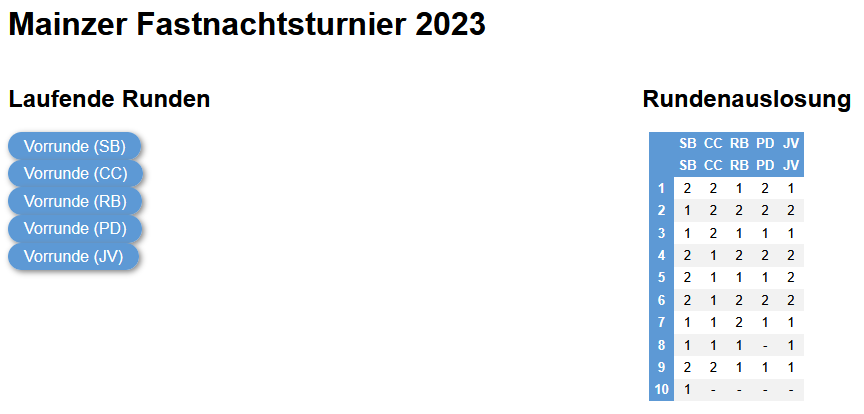 Mainzer Fastnachtsturnier 2023
Laufende Runden
Vorrunde (SB)
Vorrunde (CC)
Vorrunde (RB)
Vorrunde (PD)
Vorrunde (JV)
Rundenauslosung
SB CC RB PD JV
SB CC RB PD JV
1 2 2 1 2 1
2 1 2 2 2 2
3 1 2 1 1 1
4 2 1 2 2 2
5 2 1 1 1 2
6 2 1 2 2 2
7 1 1 2 1 1
8 1 1 1 - 1
9 2 2 1 1 1
10 1 - - - -